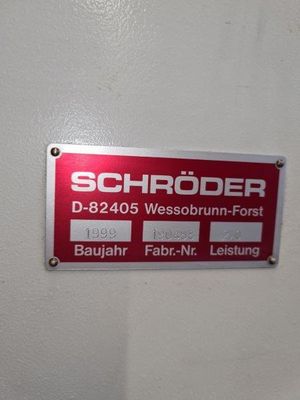 SCHRÖDER
D-82405 Wessobrunn-Forst
1999
Baujahr Fabr.-Nr. Leistung